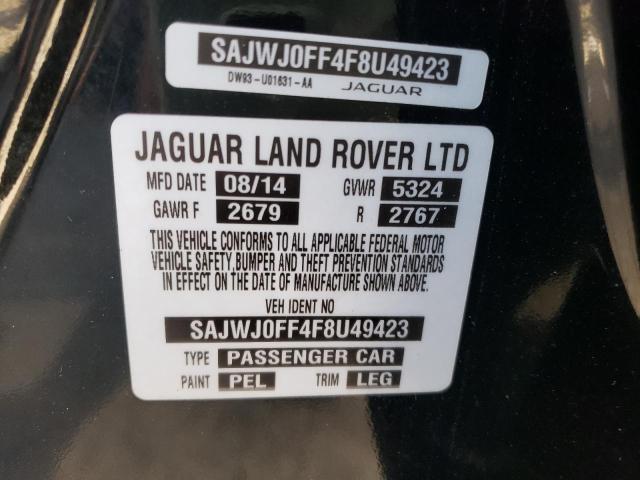 SAJWJ0FF4F8U49423
DW93-U01631-AA JAGUAR
JAGUAR LAND ROVER LTD
MFD DATE 08/14 GVWR 5324
GAWR F 2679 R 2767
THIS VEHICLE CONFORMS TO ALL APPLICABLE FEDERAL MOTOR
VEHICLE SAFETY, BUMPER AND THEFT PREVENTION STANDARDS
IN EFFECT ON THE DATE OF MANUFACTURE SHOWN ABOVE.
VEH IDENT NO
SAJWJ0FF4F8U49423
TYPE PASSENGER CAR
PAINT PEL TRIM LEG